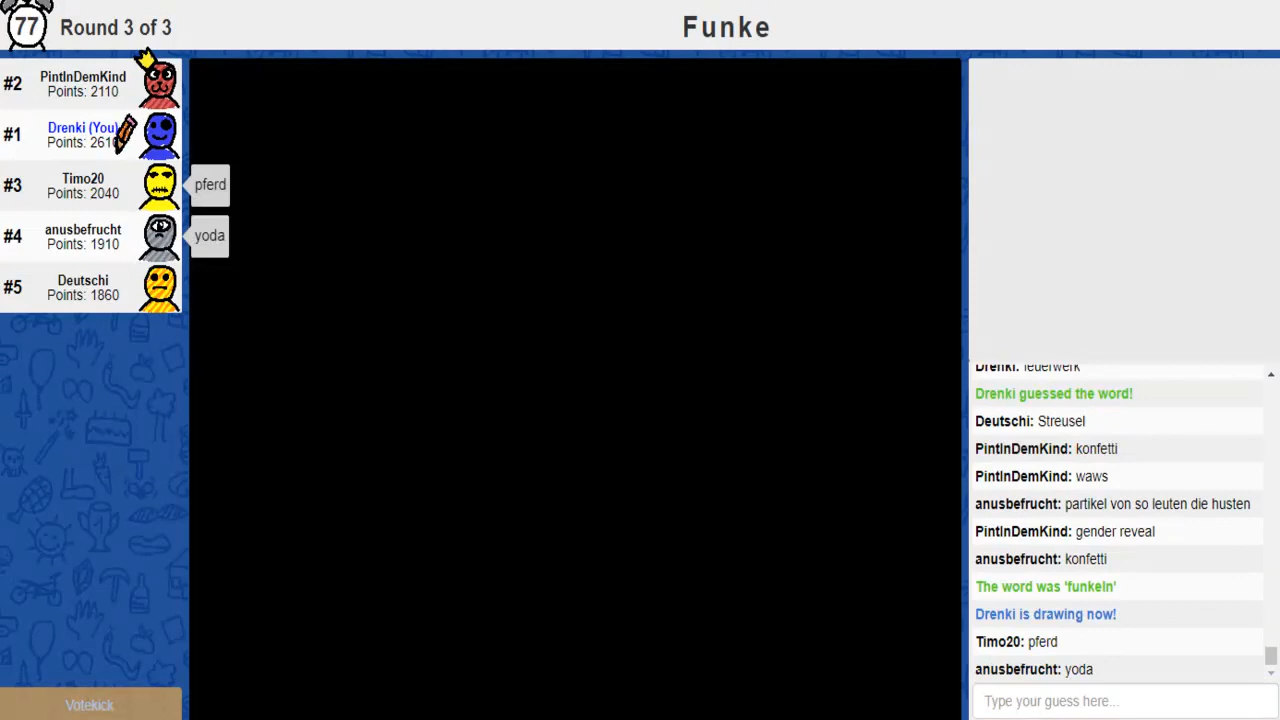 77
Round 3 of 3
Funke
#2
PintInDemKind
Points: 2110
#1
Drenki (You)
Points: 2610
#3
Timo20
Points: 2040
pferd
#4
anusbefrucht
Points: 1910
yoda
#5
Deutschi
Points: 1860
Votekick
Drenki: feuerwerk
Drenki guessed the word!
Deutschi: Streusel
PintInDemKind: konfetti
PintInDemKind: waws
anusbefrucht: partikel von so leuten die husten
PintInDemKind: gender reveal
anusbefrucht: konfetti
The word was 'funkeln'
Drenki is drawing now!
Timo20: pferd
anusbefrucht: yoda
Type your guess here...